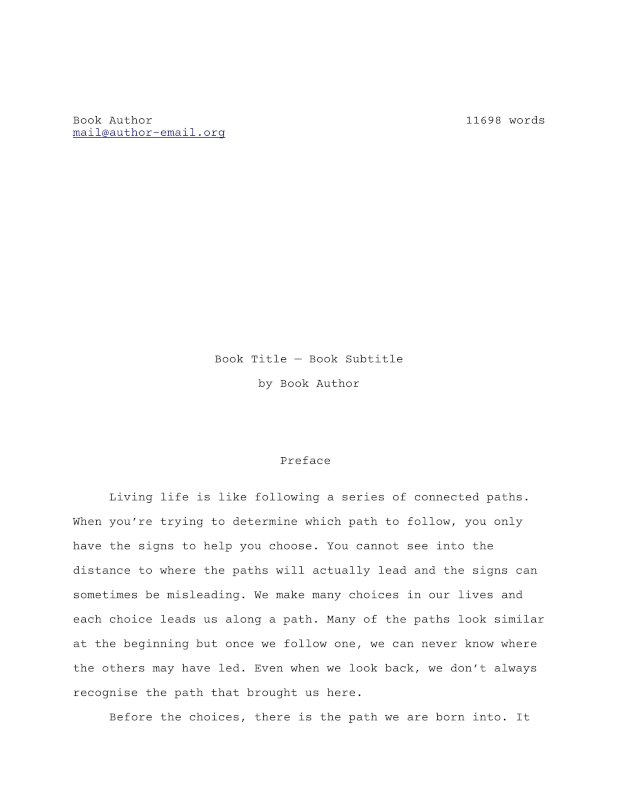 Book Author 11698 words
mail@author-email.org
Book Title — Book Subtitle
by Book Author
Preface
Living life is like following a series of connected paths.
When you’re trying to determine which path to follow, you only
have the signs to help you choose. You cannot see into the
distance to where the paths will actually lead and the signs can
sometimes be misleading. We make many choices in our lives and
each choice leads us along a path. Many of the paths look similar
at the beginning but once we follow one, we can never know where
the others may have led. Even when we look back, we don’t always
recognise the path that brought us here.
Before the choices, there is the path we are born into. It